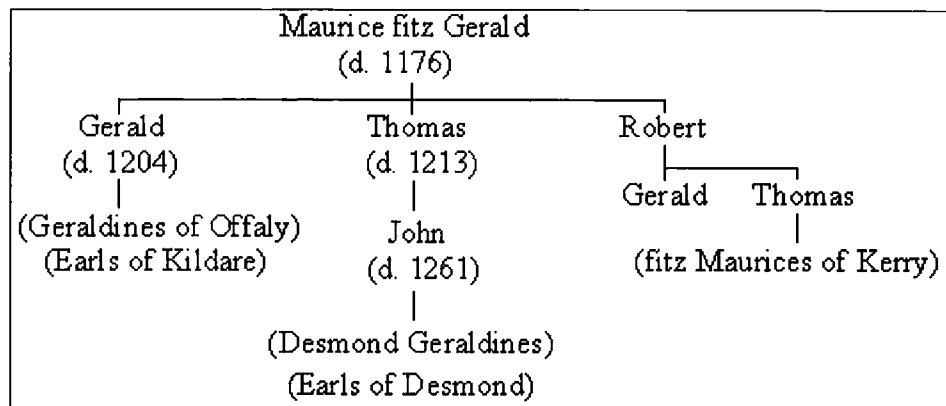 Maurice fitz Gerald
(d. 1176)
Gerald Thomas Robert
(d. 1204) (d. 1213)
Gerald Thomas
(Geraldines of Offaly) John
(Earls of Kildare) (d. 1261) (fitz Maurices of Kerry)
(Desmond Geraldines)
(Earls of Desmond)